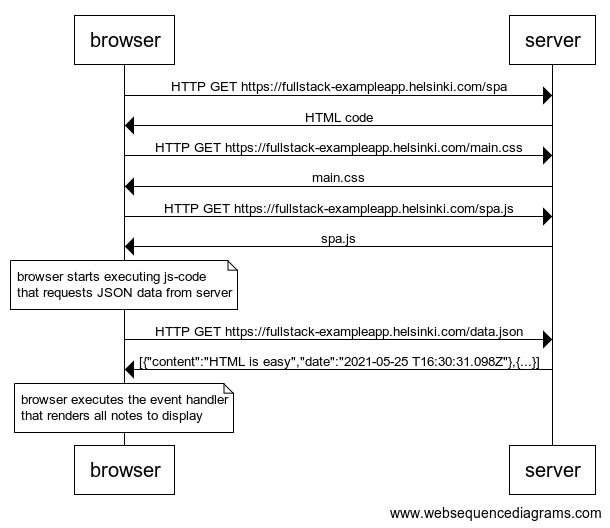 browser
server
HTTP GET https://fullstack-exampleapp.helsinki.com/spa
HTML code
HTTP GET https://fullstack-exampleapp.helsinki.com/main.css
main.css
HTTP GET https://fullstack-exampleapp.helsinki.com/spa.js
spa.js
browser starts executing js-code
that requests JSON data from server
HTTP GET https://fullstack-exampleapp.helsinki.com/data.json
[{"content":"HTML is easy","date":"2021-05-25 T16:30:31.098Z"},{...}]
browser executes the event handler
that renders all notes to display
browser
server
www.websequencediagrams.com